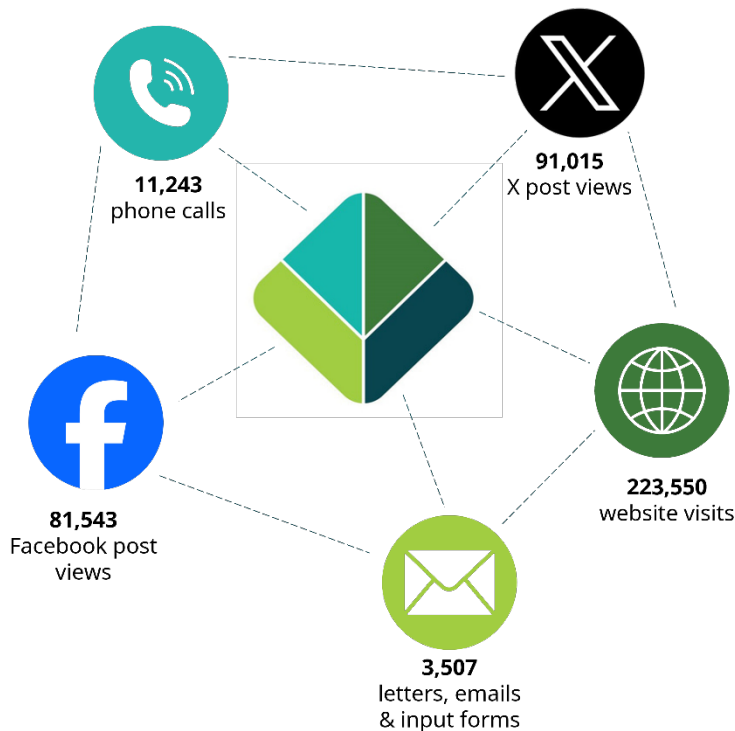 11,243
phone calls
91,015
X post views
81,543
Facebook post
views
223,550
website visits
3,507
letters, emails
& input forms